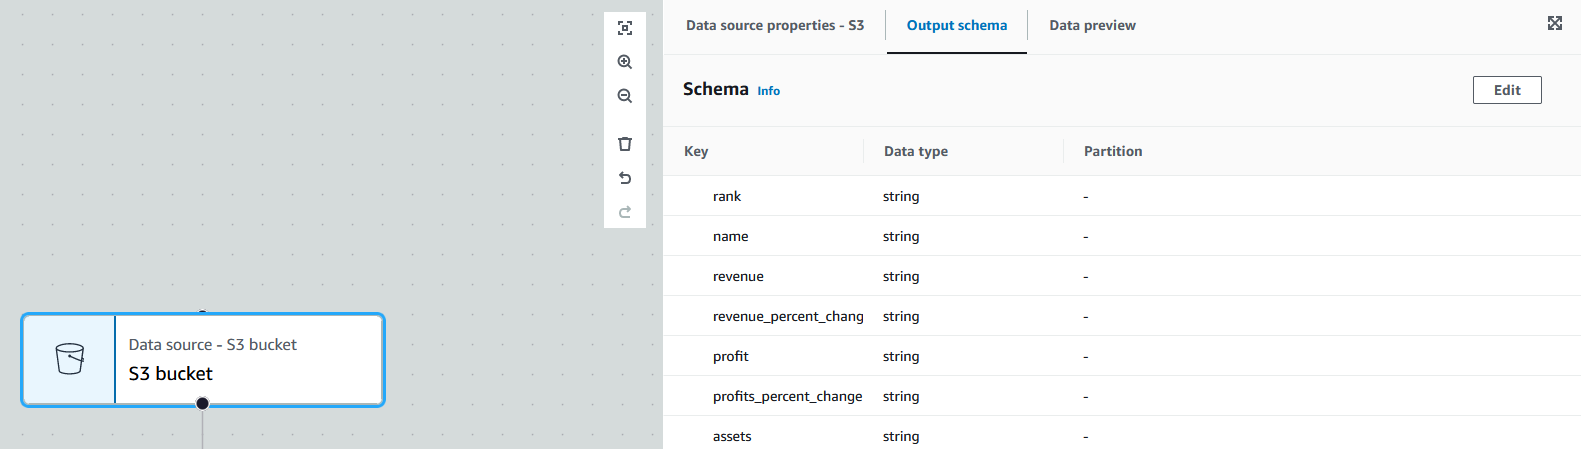 Data source properties - S3 Output schema Data preview
Schema Info Edit
Key Data type Partition
rank string -
name string -
revenue string -
revenue_percent_chang string -
profit string -
profits_percent_change string -
assets string -
Data source - S3 bucket
S3 bucket